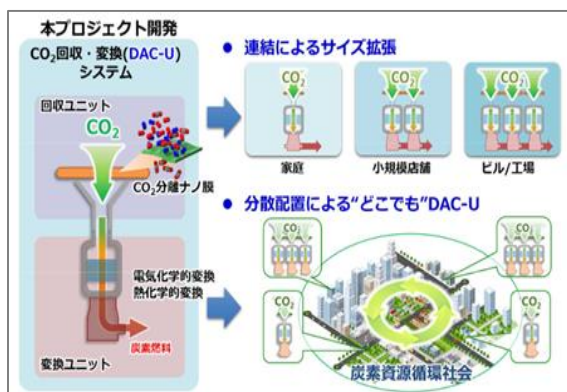 本プロジェクト開発
CO₂回収・変換(DAC-U)
システム
回収ユニット
CO₂
CO₂分離ナノ膜
電気化学的変換
熱化学的変換
炭素燃料
変換ユニット
● 連結によるサイズ拡張
CO₂
CO₂
CO₂
家庭
小規模店舗
ビル/工場
● 分散配置による“どこでも”DAC-U
CO₂
CO₂
CO₂
CO₂
炭素資源循環社会